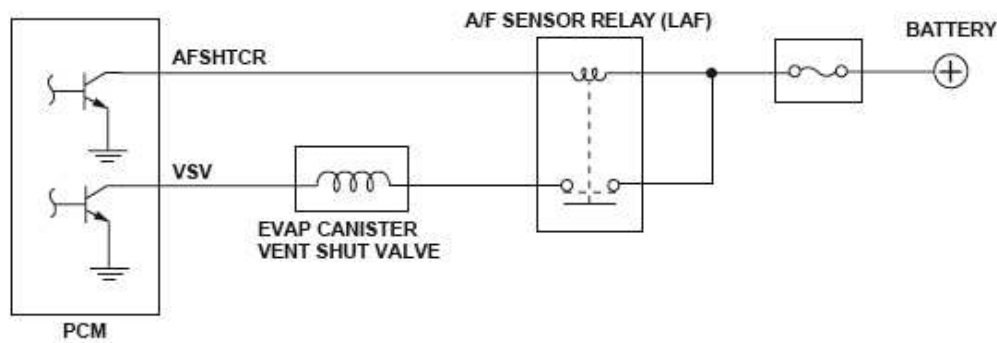 A/F SENSOR RELAY (LAF)
BATTERY
AFSHTCR
VSV
EVAP CANISTER
VENT SHUT VALVE
PCM